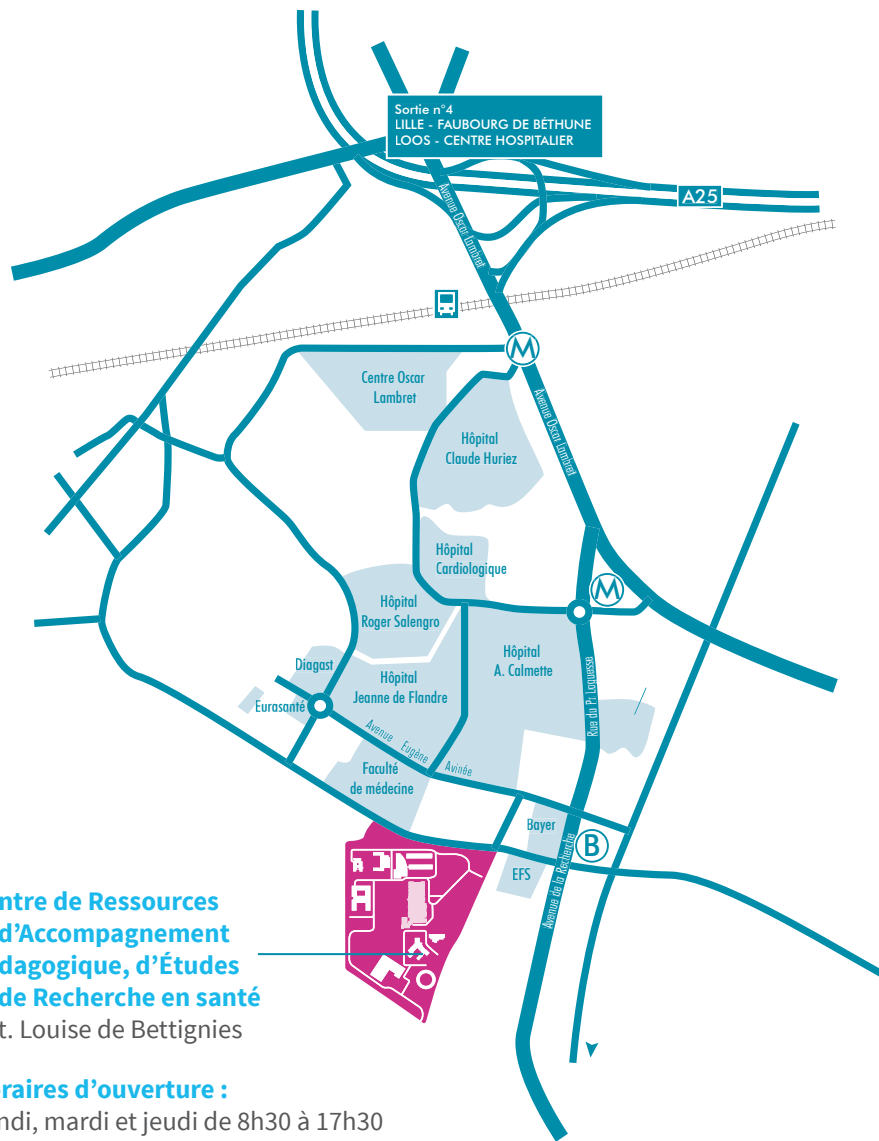 Sortie n°4
LILLE - FAUBOURG DE BÉTHUNE
LOOS - CENTRE HOSPITALIER
A25
Avenue Oscar Lambret
M
Centre Oscar
Lambret
Avenue Oscar Lambret
Hôpital
Claude Huriez
Hôpital
Cardiologique
M
Hôpital
Roger Salengro
Hôpital
A. Calmette
Diagast
Hôpital
Jeanne de Flandre
Rue du Pr Laguesse
Eurasanté
Avenue Eugène Avinée
Faculté
de médecine
Bayer
B
EFS
Avenue de la Recherche
ntre de Ressources
d'Accompagnement
dagogique, d'Études
de Recherche en santé
t. Louise de Bettignies
raires d'ouverture :
ndi, mardi et jeudi de 8h30 à 17h30